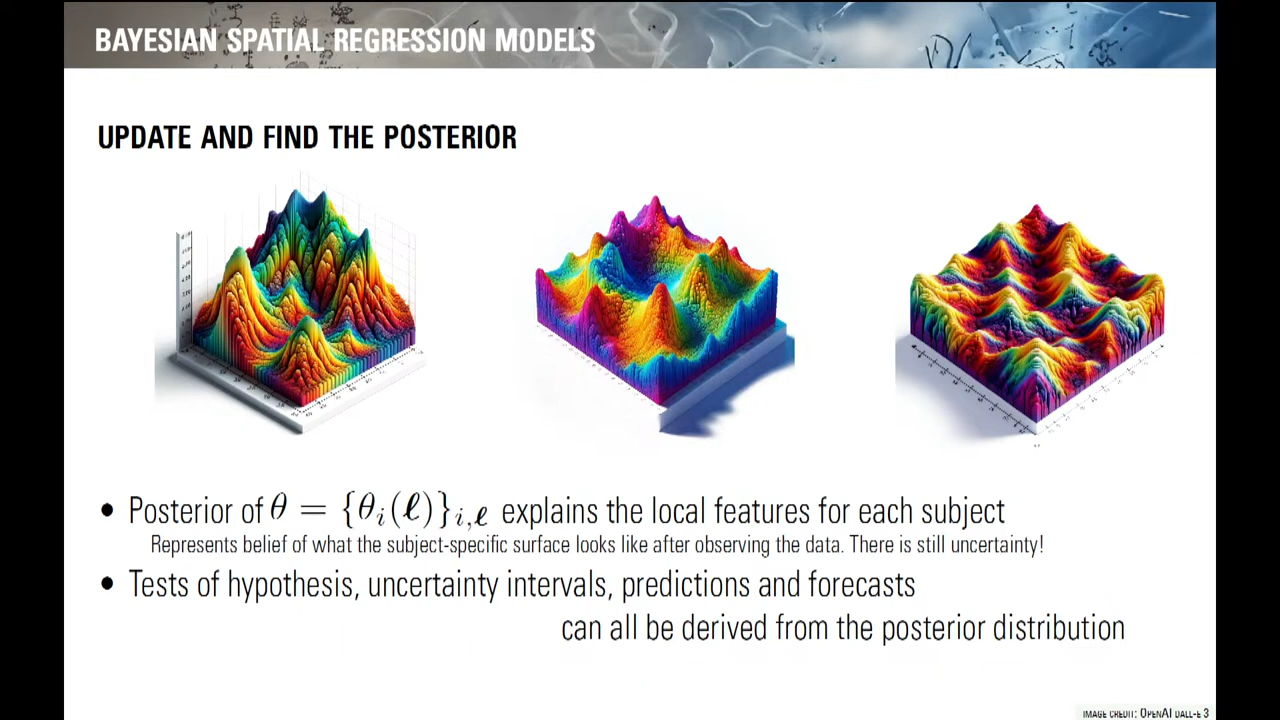 BAYESIAN SPATIAL REGRESSION MODELS
UPDATE AND FIND THE POSTERIOR
• Posterior of θ = {θᵢ(ℓ)}ᵢ,ℓ explains the local features for each subject
Represents belief of what the subject-specific surface looks like after observing the data. There is still uncertainty!
• Tests of hypothesis, uncertainty intervals, predictions and forecasts
can all be derived from the posterior distribution
IMAGE CREDIT: OPENAI DALL-E 3